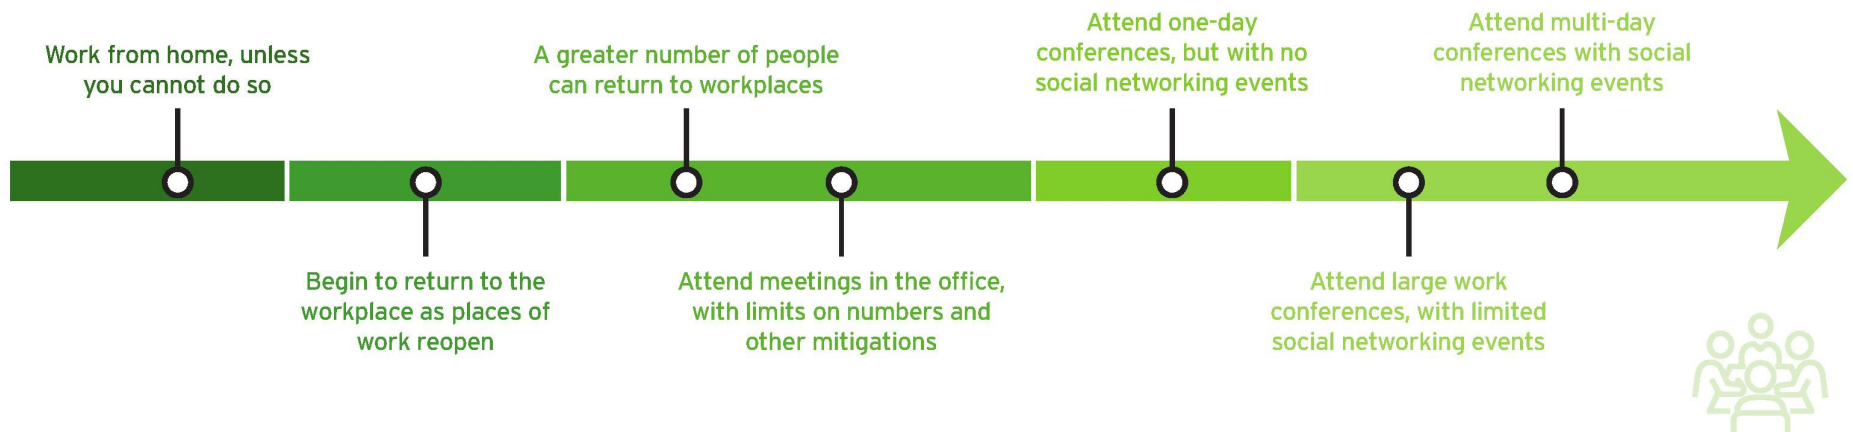 Work from home, unless
you cannot do so
Begin to return to the
workplace as places of
work reopen
A greater number of people
can return to workplaces
Attend meetings in the office,
with limits on numbers and
other mitigations
Attend one-day
conferences, but with no
social networking events
Attend large work
conferences, with limited
social networking events
Attend multi-day
conferences with social
networking events